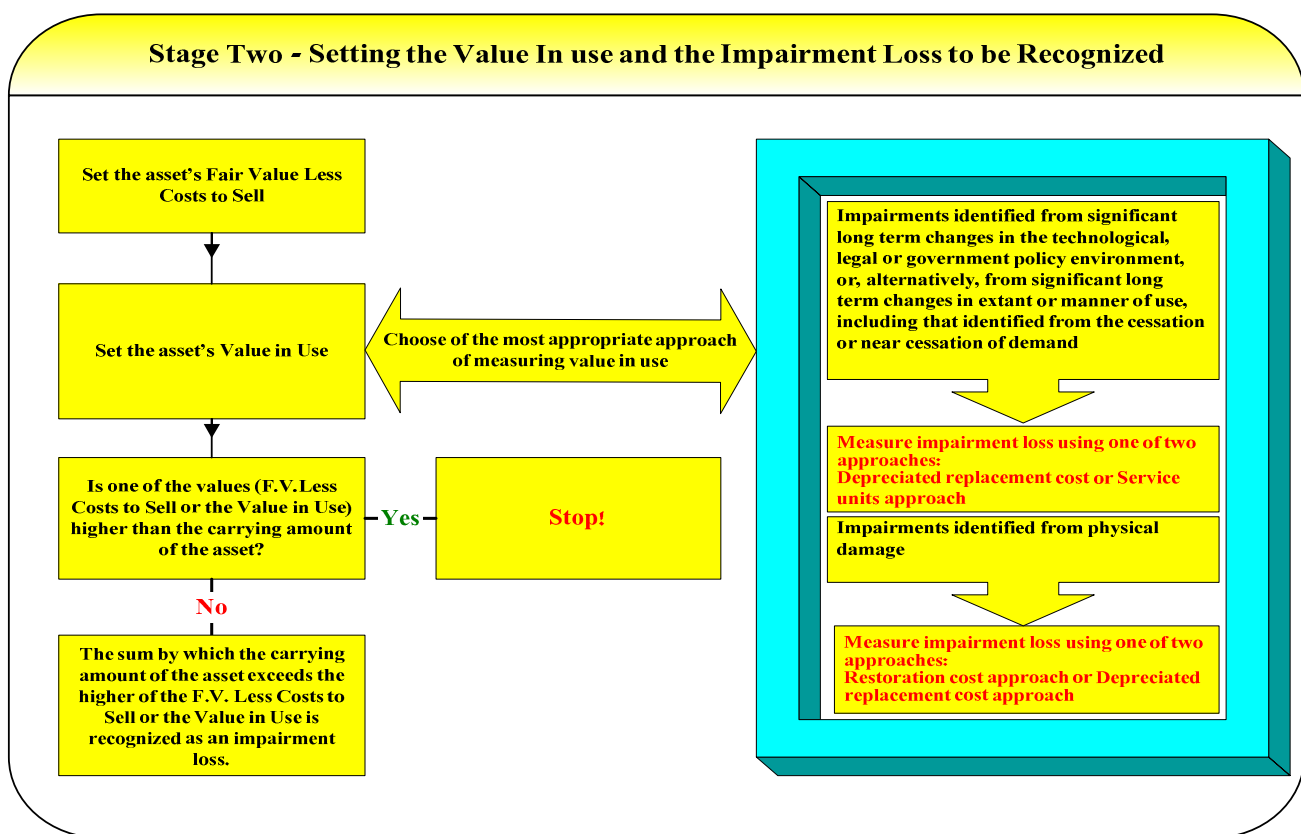 Stage Two - Setting the Value In use and the Impairment Loss to be Recognized
Set the asset's Fair Value Less
Costs to Sell
Set the asset's Value in Use
Choose of the most appropriate approach
of measuring value in use
Is one of the values (F.V.Less
Costs to Sell or the Value in Use)
higher than the carrying amount
of the asset?
Yes
Stop!
No
The sum by which the carrying
amount of the asset exceeds the
higher of the F.V. Less Costs to
Sell or the Value in Use is
recognized as an impairment
loss.
Impairments identified from significant
long term changes in the technological,
legal or government policy environment,
or, alternatively, from significant long
term changes in extant or manner of use,
including that identified from the cessation
or near cessation of demand
Measure impairment loss using one of two
approaches:
Depreciated replacement cost or Service
units approach
Impairments identified from physical
damage
Measure impairment loss using one of two
approaches:
Restoration cost approach or Depreciated
replacement cost approach